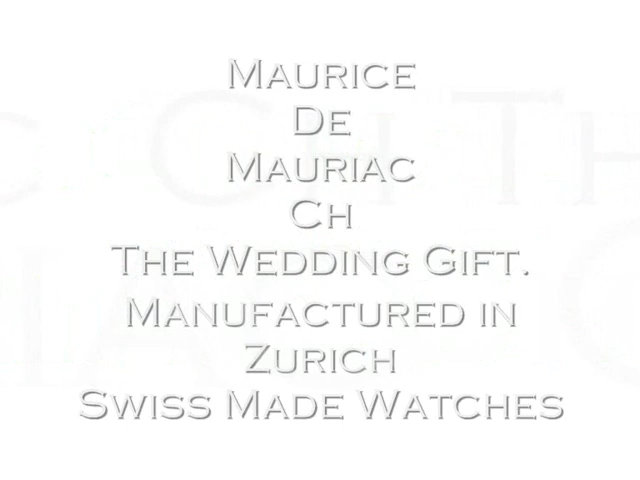 Maurice
De
Mauriac
Ch
The Wedding Gift.
Manufactured in
Zurich
Swiss Made Watches